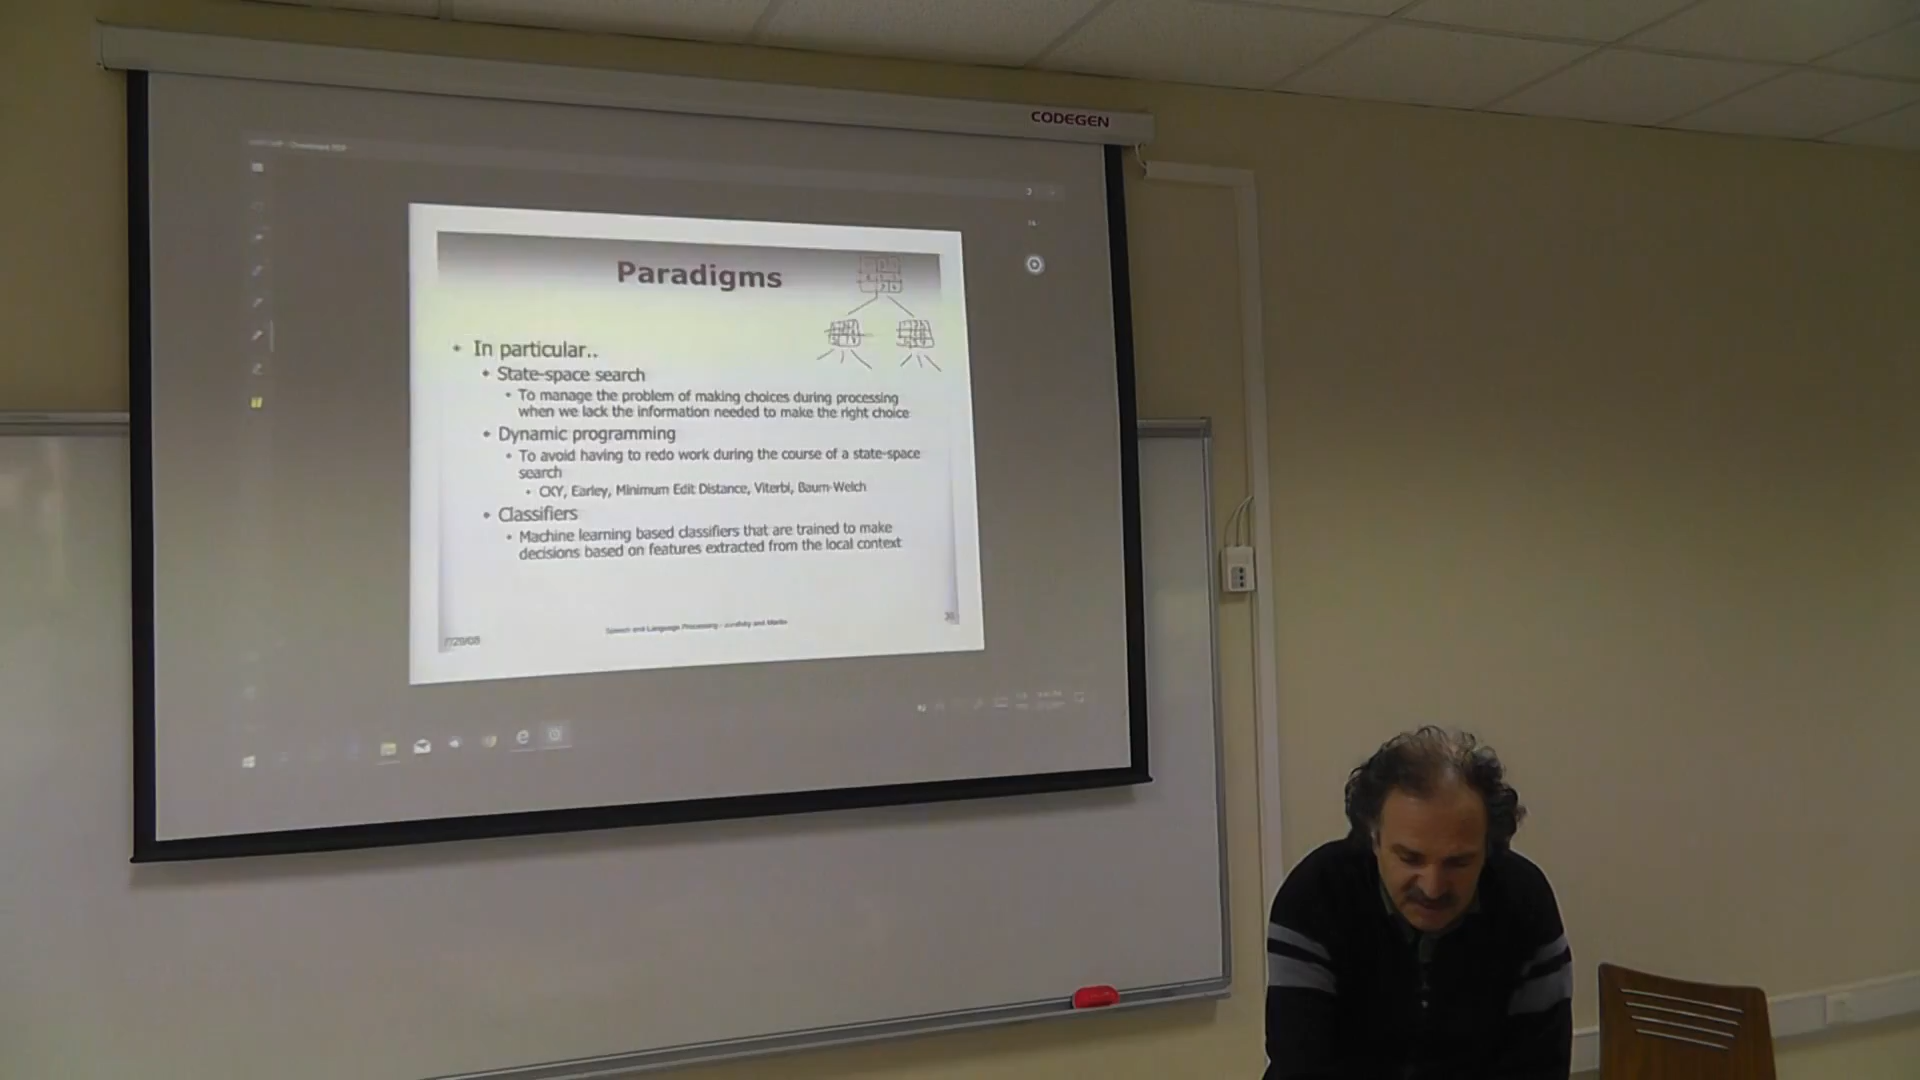 CODEGEN
Paradigms
• In particular..
• State-space search
• To manage the problem of making choices during processing
when we lack the information needed to make the right choice
• Dynamic programming
• To avoid having to redo work during the course of a state-space
search
• CKY, Earley, Minimum Edit Distance, Viterbi, Baum-Welch
• Classifiers
• Machine learning based classifiers that are trained to make
decisions based on features extracted from the local context
Speech and Language Processing - Jurafsky and Martin